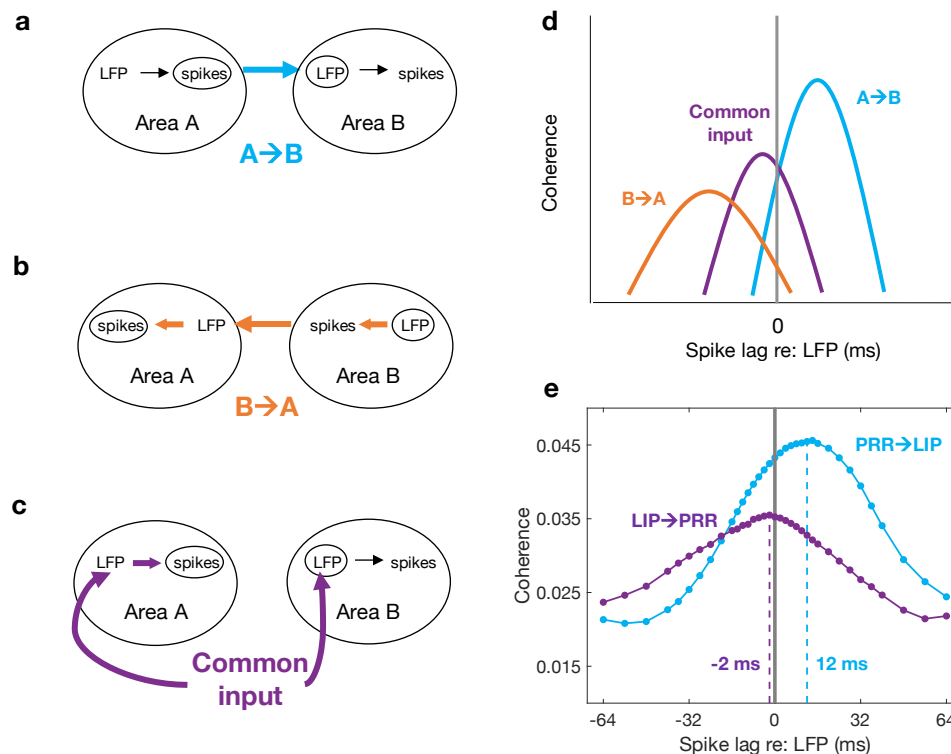 a
LFP
spikes
LFP
spikes
Area A
Area B
A→B
b
spikes
LFP
spikes
LFP
Area A
Area B
B→A
c
LFP
spikes
LFP
spikes
Area A
Area B
Common
input
d
Coherence
A→B
Common
input
B→A
0
Spike lag re: LFP (ms)
e
Coherence
0.045
0.035
0.025
0.015
PRR→LIP
LIP→PRR
-2 ms
12 ms
-64
-32
0
32
64
Spike lag re: LFP (ms)